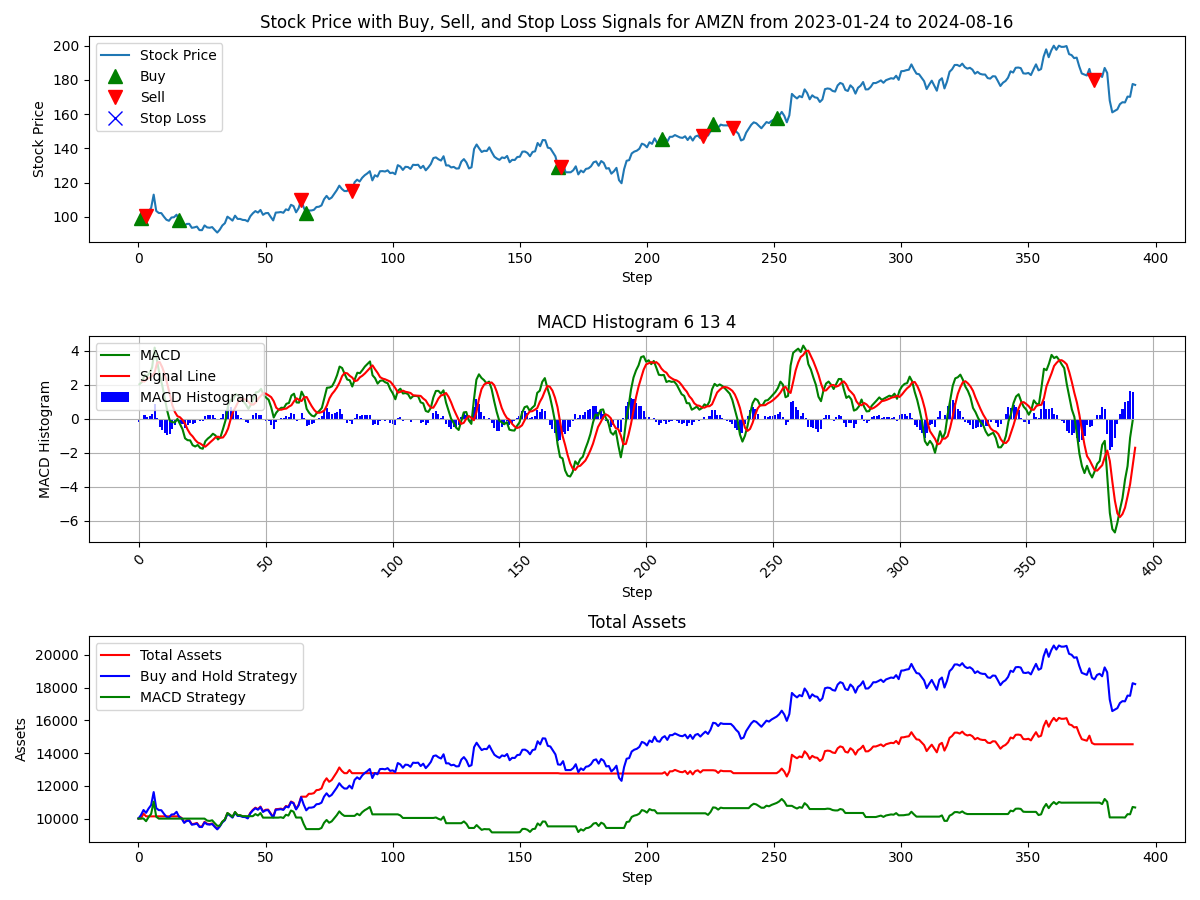 Stock Price with Buy, Sell, and Stop Loss Signals for AMZN from 2023-01-24 to 2024-08-16
Stock Price
Buy
Sell
Stop Loss
Stock Price
200
180
160
140
120
100
0 50 100 150 200 250 300 350 400
Step
MACD Histogram 6 13 4
MACD
Signal Line
MACD Histogram
MACD Histogram
4
2
0
−2
−4
−6
0 50 100 150 200 250 300 350 400
Step
Total Assets
Total Assets
Buy and Hold Strategy
MACD Strategy
Assets
20000
18000
16000
14000
12000
10000
0 50 100 150 200 250 300 350 400
Step